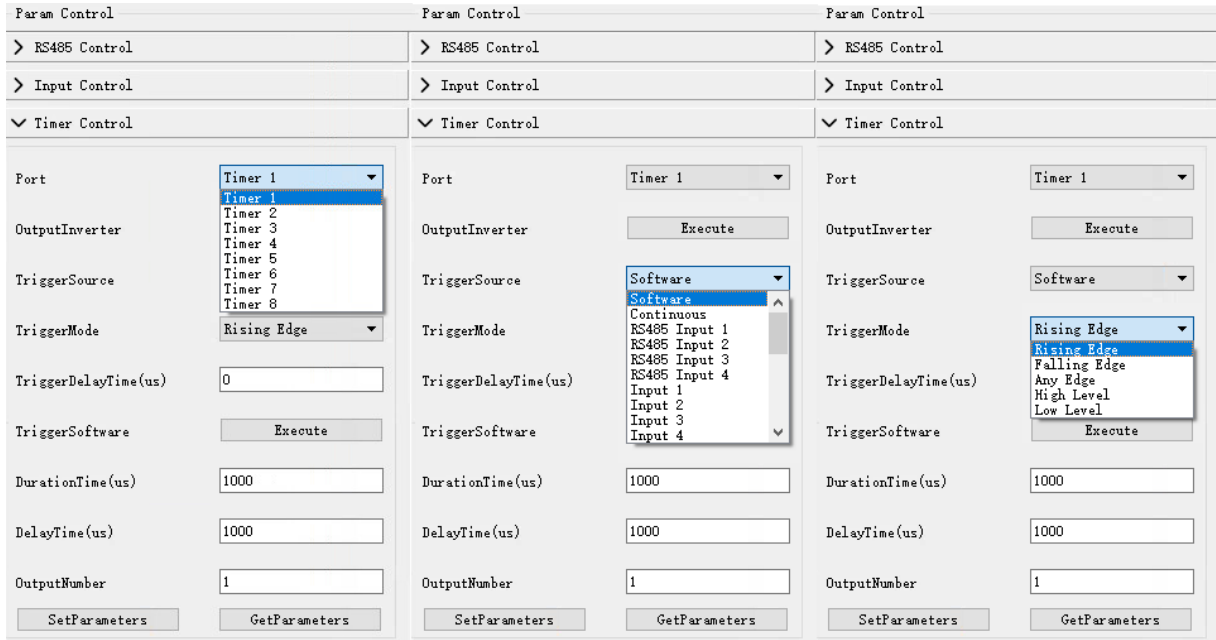 Param Control
RS485 Control
Input Control
Timer Control
Port
Timer 1
Timer 1
Timer 2
Timer 3
Timer 4
Timer 5
Timer 6
Timer 7
Timer 8
OutputInverter
TriggerSource
TriggerMode
Rising Edge
TriggerDelayTime(us)
0
TriggerSoftware
Execute
DurationTime(us)
1000
DelayTime(us)
1000
OutputNumber
1
SetParameters
GetParameters
Param Control
RS485 Control
Input Control
Timer Control
Port
Timer 1
OutputInverter
Execute
TriggerSource
Software
Software
Continuous
RS485 Input 1
RS485 Input 2
RS485 Input 3
RS485 Input 4
Input 1
Input 2
Input 3
Input 4
TriggerMode
TriggerDelayTime(us)
TriggerSoftware
DurationTime(us)
1000
DelayTime(us)
1000
OutputNumber
1
SetParameters
GetParameters
Param Control
RS485 Control
Input Control
Timer Control
Port
Timer 1
OutputInverter
Execute
TriggerSource
Software
TriggerMode
Rising Edge
Rising Edge
Falling Edge
Any Edge
High Level
Low Level
TriggerDelayTime(us)
TriggerSoftware
Execute
DurationTime(us)
1000
DelayTime(us)
1000
OutputNumber
1
SetParameters
GetParameters